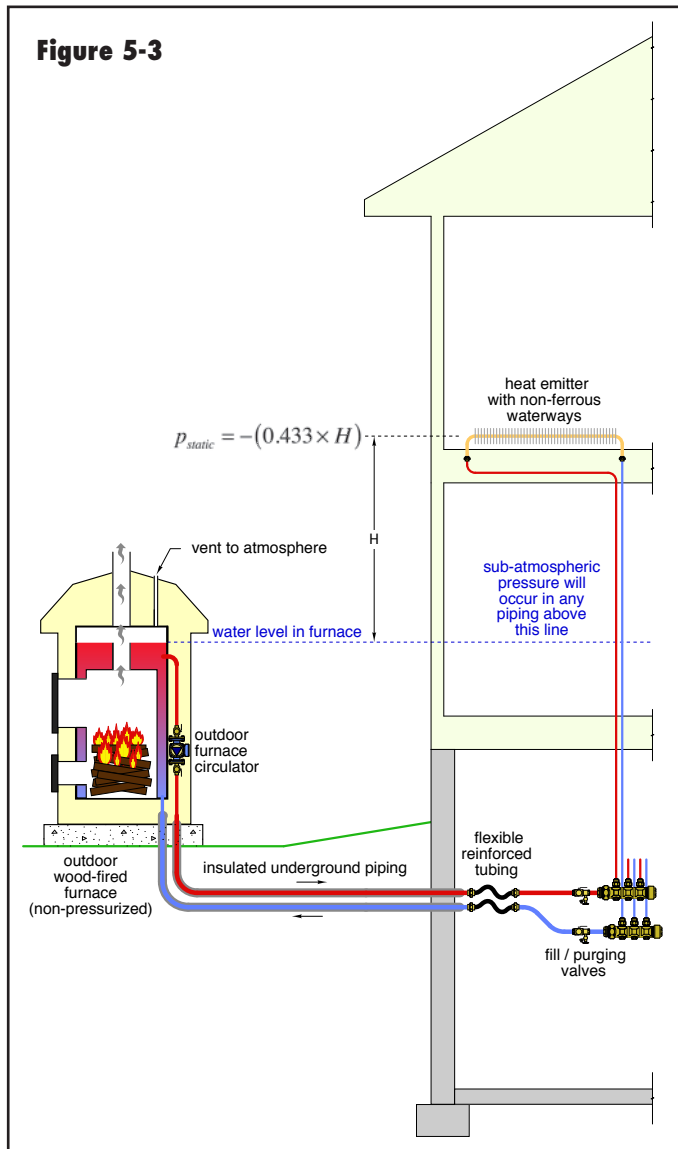 Figure 5-3
heat emitter
with non-ferrous
waterways
p_static = −(0.433 × H)
H
vent to atmosphere
sub-atmospheric
pressure will
occur in any
piping above
this line
water level in furnace
outdoor
furnace
circulator
flexible
reinforced
tubing
insulated underground piping
outdoor
wood-fired
furnace
(non-pressurized)
fill / purging
valves